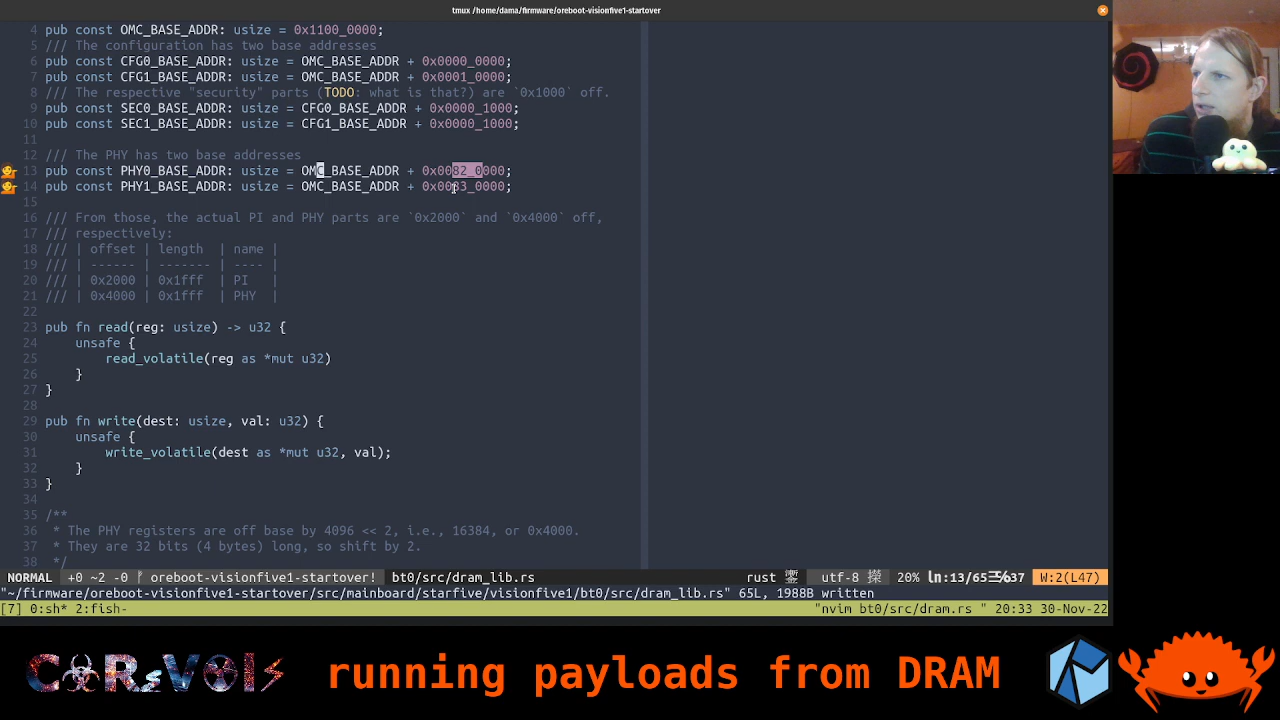 tmux /home/dama/firmware/oreboot-visionfive1-startover
4 pub const OMC_BASE_ADDR: usize = 0x1100_0000;
5 /// The configuration has two base addresses
6 pub const CFG0_BASE_ADDR: usize = OMC_BASE_ADDR + 0x0000_0000;
7 pub const CFG1_BASE_ADDR: usize = OMC_BASE_ADDR + 0x0001_0000;
8 /// The respective "security" parts (TODO: what is that?) are `0x1000` off.
9 pub const SEC0_BASE_ADDR: usize = CFG0_BASE_ADDR + 0x0000_1000;
10 pub const SEC1_BASE_ADDR: usize = CFG1_BASE_ADDR + 0x0000_1000;
11
12 /// The PHY has two base addresses
13 pub const PHY0_BASE_ADDR: usize = OMC_BASE_ADDR + 0x0082_0000;
14 pub const PHY1_BASE_ADDR: usize = OMC_BASE_ADDR + 0x0083_0000;
15
16 /// From those, the actual PI and PHY parts are `0x2000` and `0x4000` off,
17 /// respectively:
18 /// | offset | length  | name |
19 /// | ------ | ------- | ---- |
20 /// | 0x2000 | 0x1fff  | PI   |
21 /// | 0x4000 | 0x1fff  | PHY  |
22
23 pub fn read(reg: usize) -> u32 {
24     unsafe {
25         read_volatile(reg as *mut u32)
26     }
27 }
28
29 pub fn write(dest: usize, val: u32) {
30     unsafe {
31         write_volatile(dest as *mut u32, val);
32     }
33 }
34
35 /**
36  * The PHY registers are off base by 4096 << 2, i.e., 16384, or 0x4000.
37  * They are 32 bits (4 bytes) long, so shift by 2.
38  */
NORMAL +0 ~2 -0 oreboot-visionfive1-startover! bt0/src/dram_lib.rs rust utf-8 20% ln:13/65 37 W:2(L47)
"~/firmware/oreboot-visionfive1-startover/src/mainboard/starfive/visionfive1/bt0/src/dram_lib.rs" 65L, 1988B written
[7] 0:sh* 2:fish- "nvim bt0/src/dram.rs " 20:33 30-Nov-22
running payloads from DRAM